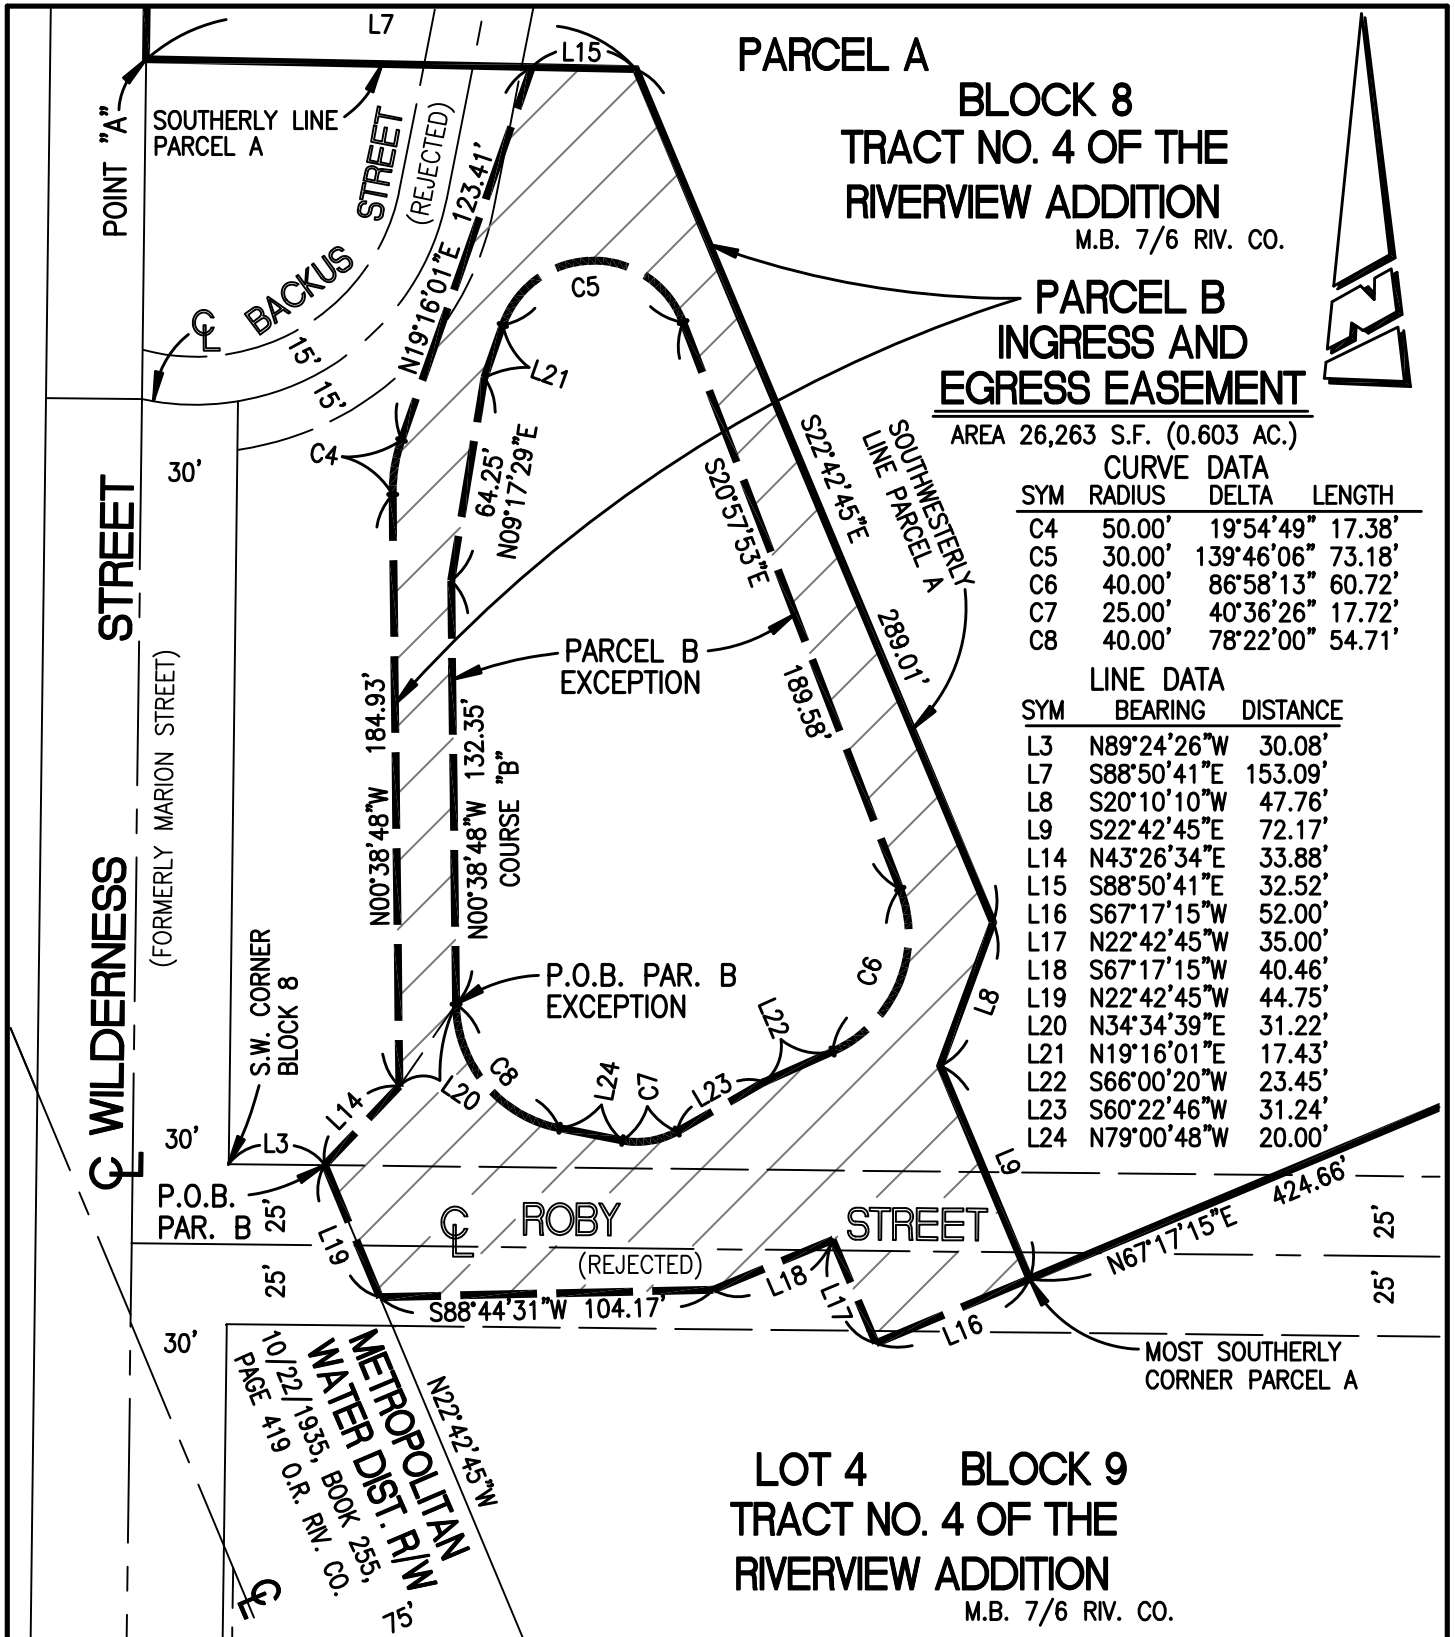 L7
L15
PARCEL A
BLOCK 8
TRACT NO. 4 OF THE
RIVERVIEW ADDITION
M.B. 7/6 RIV. CO.
POINT "A"
SOUTHERLY LINE
PARCEL A
BACKUS STREET
(REJECTED)
℄
15'
15'
N19°16'01"E 123.41'
C5
L21
C4
64.25'
N09°17'29"E
PARCEL B
INGRESS AND
EGRESS EASEMENT
AREA 26,263 S.F. (0.603 AC.)
CURVE DATA
SYM RADIUS DELTA LENGTH
C4 50.00' 19°54'49" 17.38'
C5 30.00' 139°46'06" 73.18'
C6 40.00' 86°58'13" 60.72'
C7 25.00' 40°36'26" 17.72'
C8 40.00' 78°22'00" 54.71'
LINE DATA
SYM BEARING DISTANCE
L3 N89°24'26"W 30.08'
L7 S88°50'41"E 153.09'
L8 S20°10'10"W 47.76'
L9 S22°42'45"E 72.17'
L14 N43°26'34"E 33.88'
L15 S88°50'41"E 32.52'
L16 S67°17'15"W 52.00'
L17 N22°42'45"W 35.00'
L18 S67°17'15"W 40.46'
L19 N22°42'45"W 44.75'
L20 N34°34'39"E 31.22'
L21 N19°16'01"E 17.43'
L22 S66°00'20"W 23.45'
L23 S60°22'46"W 31.24'
L24 N79°00'48"W 20.00'
S22°42'45"E 289.01'
SOUTHWESTERLY
LINE PARCEL A
S20°57'53"E 189.58'
30'
℄ WILDERNESS STREET
(FORMERLY MARION STREET)
PARCEL B
EXCEPTION
N00°38'48"W 184.93'
N00°38'48"W 132.35'
COURSE "B"
P.O.B. PAR. B
EXCEPTION
S.W. CORNER
BLOCK 8
C6
L8
L22
L23
C7
L24
C8
L20
L14
L3
30'
P.O.B.
PAR. B
25'
25'
L19
℄ ROBY STREET
(REJECTED)
S88°44'31"W 104.17'
L18
L17
L16
L9
N67°17'15"E 424.66'
25'
25'
30'
MOST SOUTHERLY
CORNER PARCEL A
N22°42'45"W
METROPOLITAN
WATER DIST. R/W
10/22/1935, BOOK 255,
PAGE 419 O.R. RIV. CO.
75'
℄
LOT 4 BLOCK 9
TRACT NO. 4 OF THE
RIVERVIEW ADDITION
M.B. 7/6 RIV. CO.
N